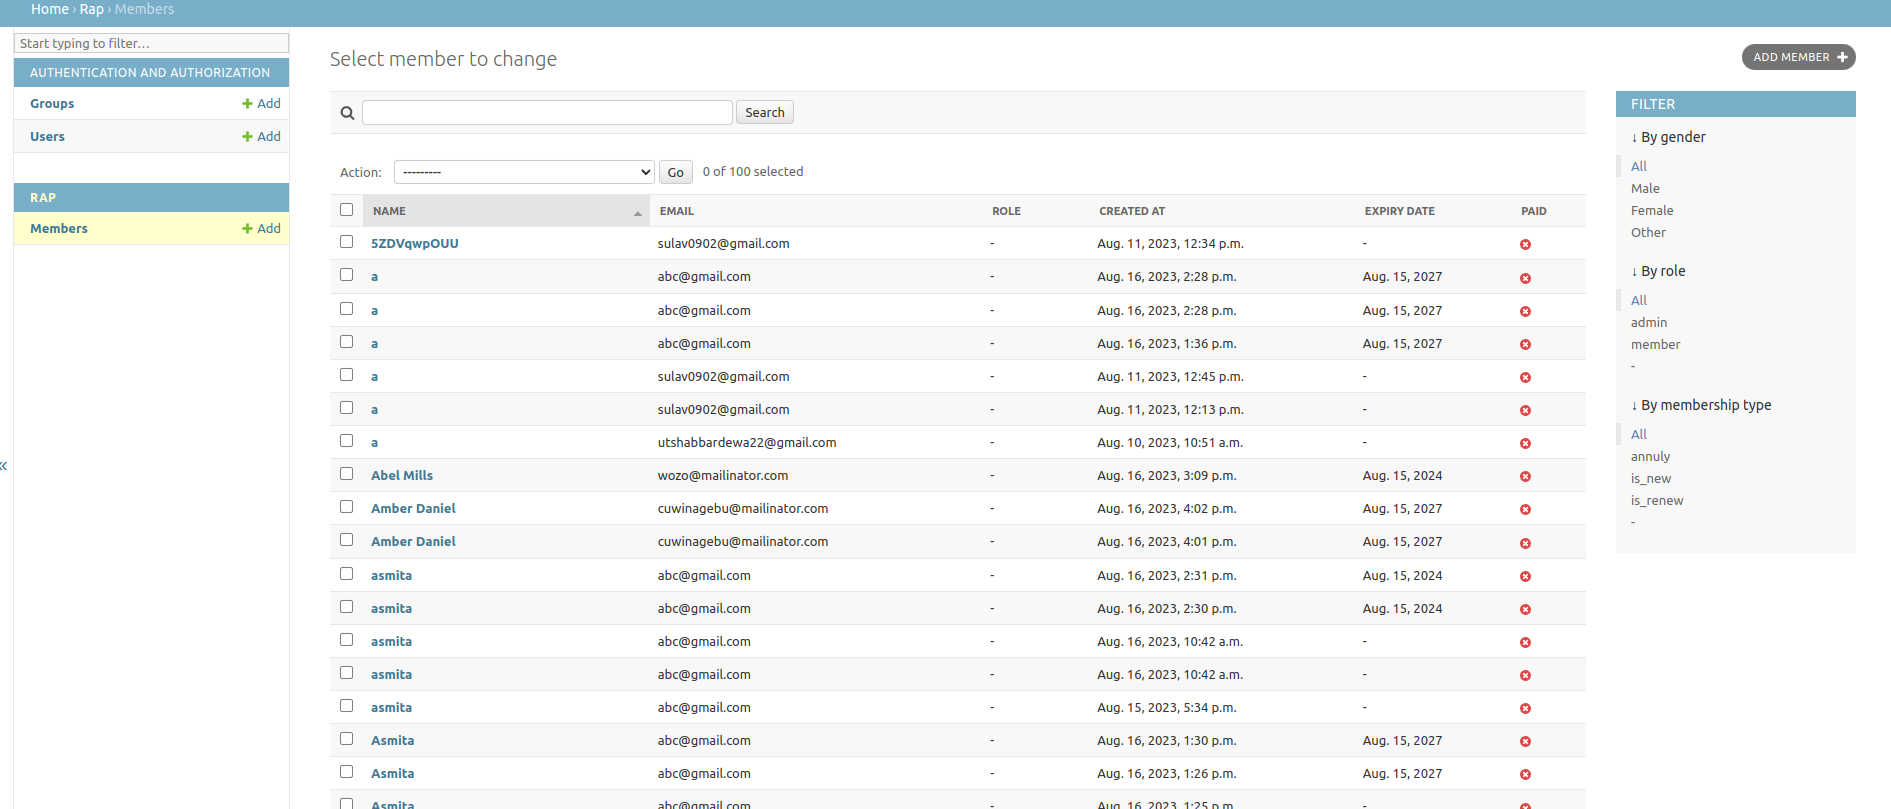 Home › Rap › Members
Start typing to filter…
AUTHENTICATION AND AUTHORIZATION
Groups + Add
Users + Add
RAP
Members + Add
«
Select member to change
ADD MEMBER +
Search
Action: --------- Go 0 of 100 selected
NAME EMAIL ROLE CREATED AT EXPIRY DATE PAID
5ZDVqwpOUU sulav0902@gmail.com - Aug. 11, 2023, 12:34 p.m. -
a abc@gmail.com - Aug. 16, 2023, 2:28 p.m. Aug. 15, 2027
a abc@gmail.com - Aug. 16, 2023, 2:28 p.m. Aug. 15, 2027
a abc@gmail.com - Aug. 16, 2023, 1:36 p.m. Aug. 15, 2027
a sulav0902@gmail.com - Aug. 11, 2023, 12:45 p.m. -
a sulav0902@gmail.com - Aug. 11, 2023, 12:13 p.m. -
a utshabbardewa22@gmail.com - Aug. 10, 2023, 10:51 a.m. -
Abel Mills wozo@mailinator.com - Aug. 16, 2023, 3:09 p.m. Aug. 15, 2024
Amber Daniel cuwinagebu@mailinator.com - Aug. 16, 2023, 4:02 p.m. Aug. 15, 2027
Amber Daniel cuwinagebu@mailinator.com - Aug. 16, 2023, 4:01 p.m. Aug. 15, 2027
asmita abc@gmail.com - Aug. 16, 2023, 2:31 p.m. Aug. 15, 2024
asmita abc@gmail.com - Aug. 16, 2023, 2:30 p.m. Aug. 15, 2024
asmita abc@gmail.com - Aug. 16, 2023, 10:42 a.m. -
asmita abc@gmail.com - Aug. 16, 2023, 10:42 a.m. -
asmita abc@gmail.com - Aug. 15, 2023, 5:34 p.m. -
Asmita abc@gmail.com - Aug. 16, 2023, 1:30 p.m. Aug. 15, 2027
Asmita abc@gmail.com - Aug. 16, 2023, 1:26 p.m. Aug. 15, 2027
Asmita abc@gmail.com - Aug. 16, 2023, 1:25 p.m. Aug. 15, 2027
FILTER
↓ By gender
All
Male
Female
Other
↓ By role
All
admin
member
-
↓ By membership type
All
annuly
is_new
is_renew
-